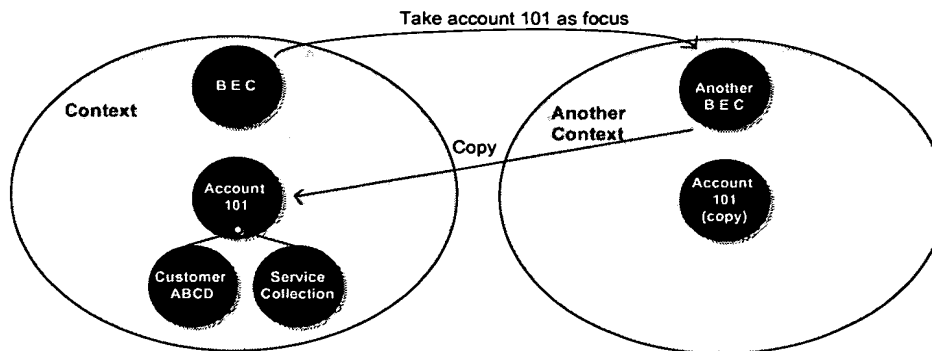 Take account 101 as focus
B E C
Context
Another
B E C
Another
Context
Copy
Account
101
Account
101
(copy)
Customer
ABCD
Service
Collection